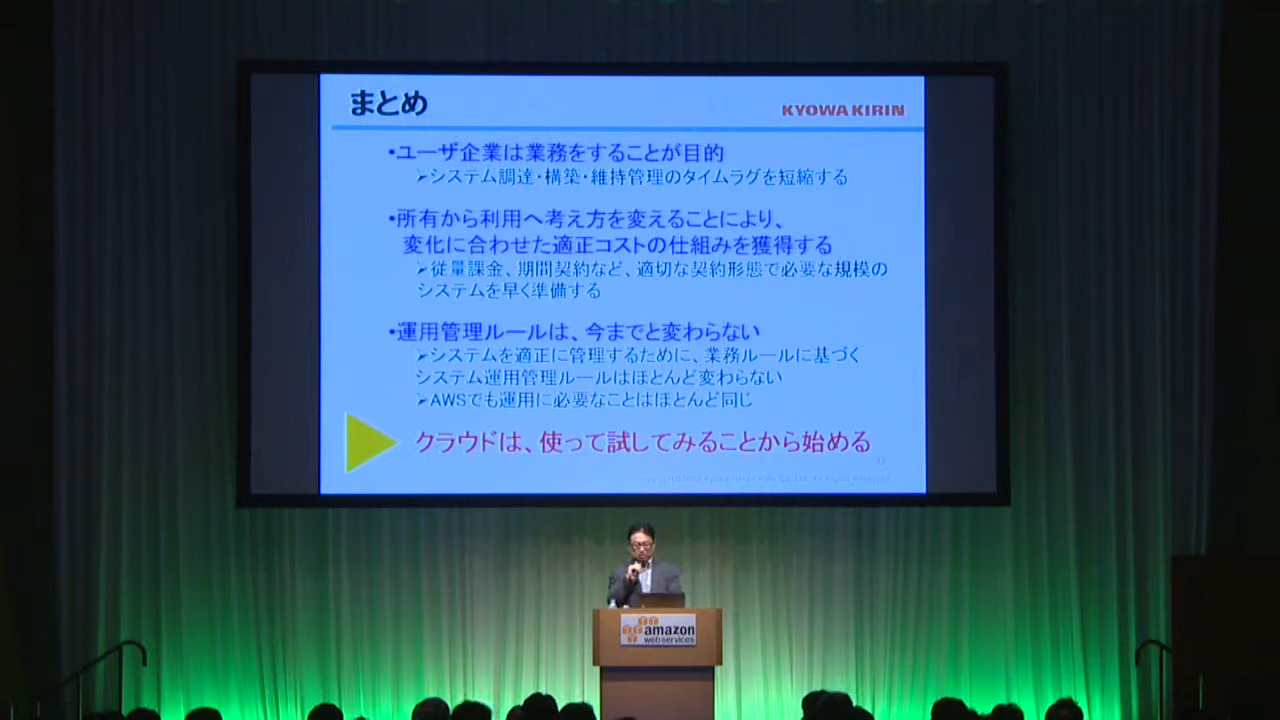 まとめ
KYOWA KIRIN
•ユーザ企業は業務をすることが目的
➢システム調達・構築・維持管理のタイムラグを短縮する
•所有から利用へ考え方を変えることにより、
変化に合わせた適正コストの仕組みを獲得する
➢従量課金、期間契約など、適切な契約形態で必要な規模の
システムを早く準備する
•運用管理ルールは、今までと変わらない
➢システムを適正に管理するために、業務ルールに基づく
システム運用管理ルールはほとんど変わらない
➢AWSでも運用に必要なことはほとんど同じ
クラウドは、使って試してみることから始める
amazon
web services